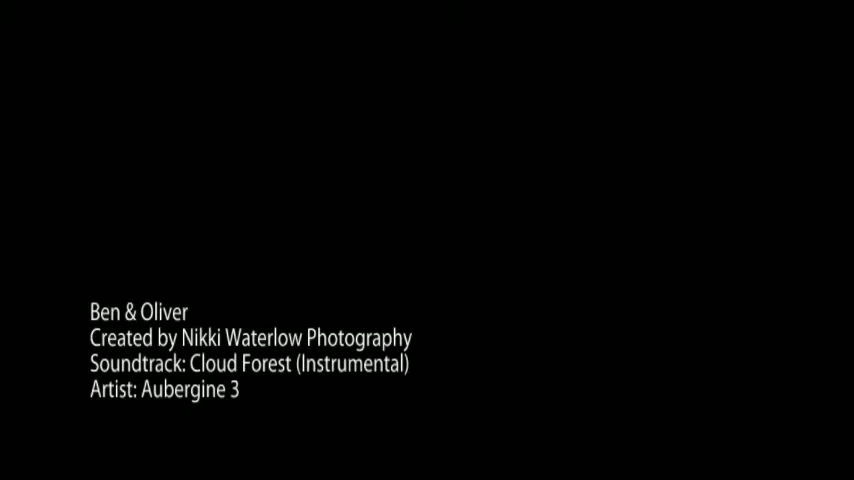 Ben & Oliver
Created by Nikki Waterlow Photography
Soundtrack: Cloud Forest (Instrumental)
Artist: Aubergine 3